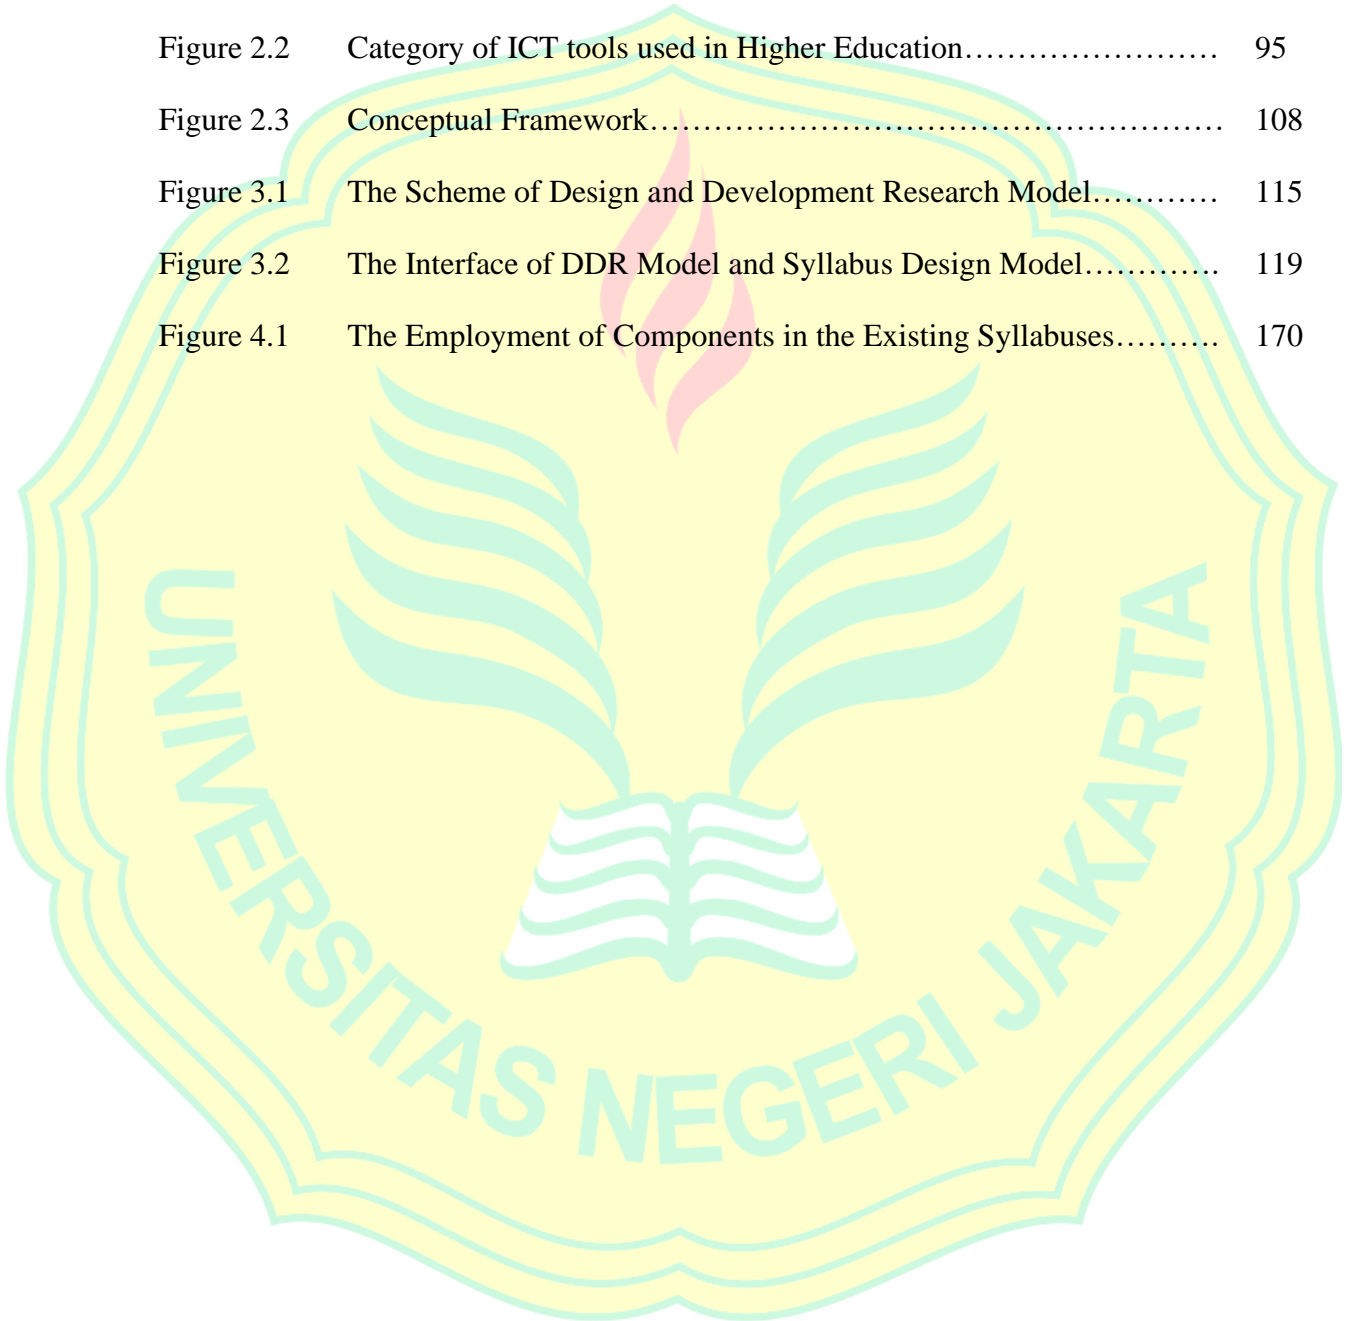 Figure 2.2 Category of ICT tools used in Higher Education…………………… 95
Figure 2.3 Conceptual Framework……………………………………………… 108
Figure 3.1 The Scheme of Design and Development Research Model………… 115
Figure 3.2 The Interface of DDR Model and Syllabus Design Model…………. 119
Figure 4.1 The Employment of Components in the Existing Syllabuses………. 170
UNIVERSITAS NEGERI JAKARTA